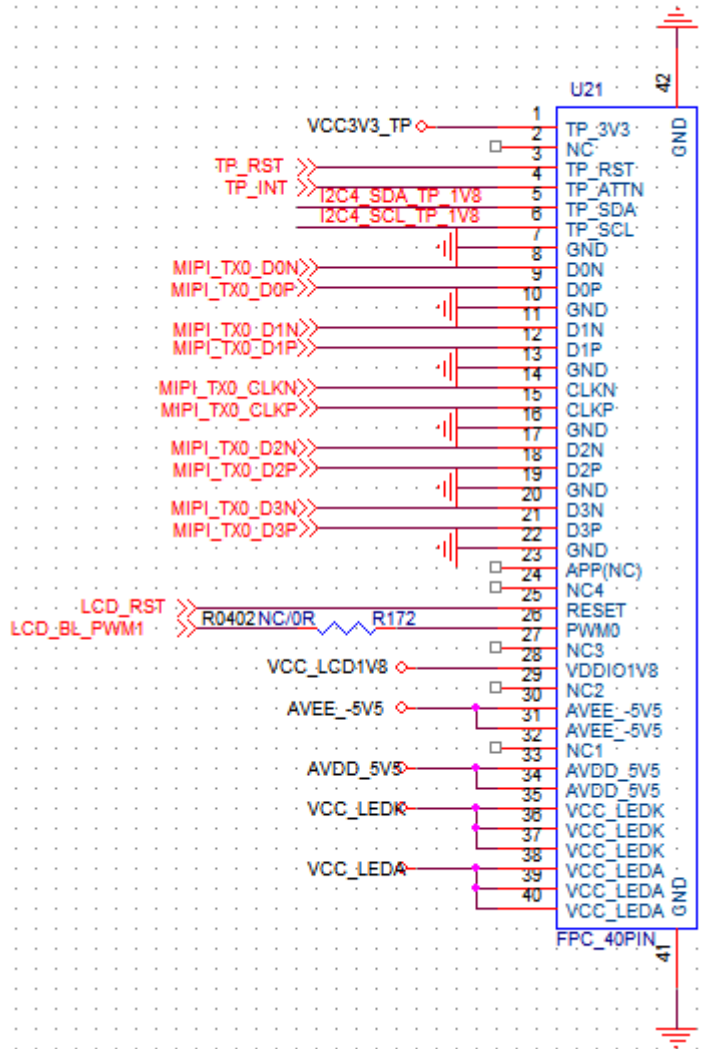 42
U21
1
VCC3V3_TP TP_3V3 GND
2
NC
3
TP_RST TP_RST
4
TP_INT TP_ATTN
5
I2C4_SDA_TP_1V8 TP_SDA
6
I2C4_SCL_TP_1V8 TP_SCL
7
GND
8
MIPI_TX0_D0N D0N
9
MIPI_TX0_D0P D0P
10
GND
11
MIPI_TX0_D1N D1N
12
MIPI_TX0_D1P D1P
13
GND
14
MIPI_TX0_CLKN CLKN
15
MIPI_TX0_CLKP CLKP
16
GND
17
MIPI_TX0_D2N D2N
18
MIPI_TX0_D2P D2P
19
GND
20
MIPI_TX0_D3N D3N
21
MIPI_TX0_D3P D3P
22
GND
23
APP(NC)
24
NC4
25
LCD_RST RESET
26
LCD_BL_PWM1 R0402 NC/0R R172 PWM0
27
NC3
28
VCC_LCD1V8 VDDIO1V8
29
NC2
30
AVEE_-5V5 AVEE_-5V5
31
AVEE_-5V5
32
NC1
33
AVDD_5V5 AVDD_5V5
34
AVDD_5V5
35
VCC_LEDK VCC_LEDK
36
VCC_LEDK
37
VCC_LEDK
38
VCC_LEDA VCC_LEDA
39
VCC_LEDA
40
VCC_LEDA GND
FPC_40PIN
41